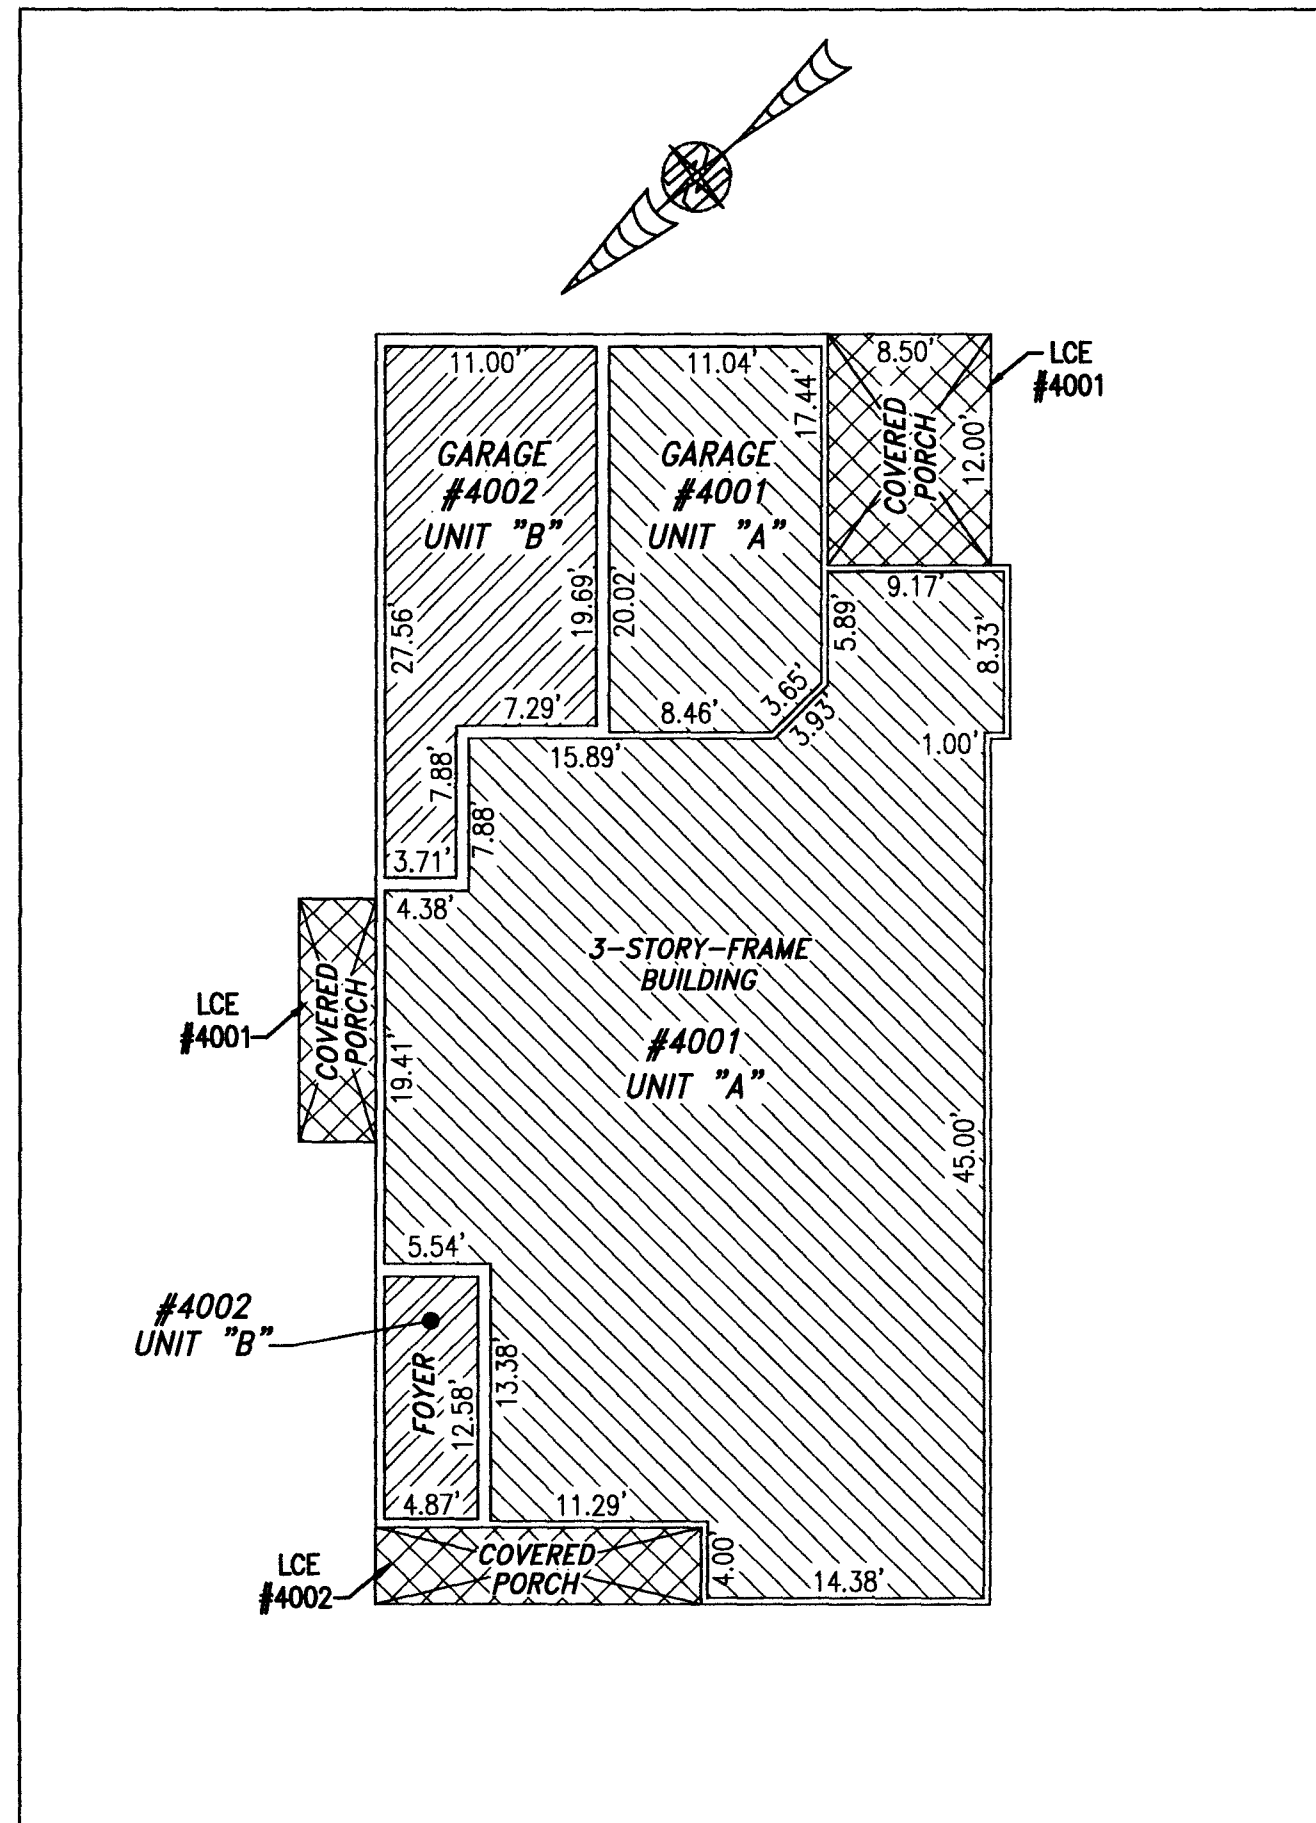 8.50'
LCE
#4001
11.00'
11.04'
17.44'
COVERED
PORCH
12.00'
GARAGE
#4002
UNIT "B"
GARAGE
#4001
UNIT "A"
9.17'
27.56'
19.69'
20.02'
5.89'
8.33'
7.29'
8.46'
3.65'
3.93'
15.89'
1.00'
7.88'
7.88'
3.71'
4.38'
3-STORY-FRAME
BUILDING
LCE
#4001
COVERED
PORCH
19.41'
#4001
UNIT "A"
45.00'
5.54'
#4002
UNIT "B"
FOYER
12.58'
13.38'
4.87'
11.29'
LCE
#4002
COVERED
PORCH
4.00'
14.38'